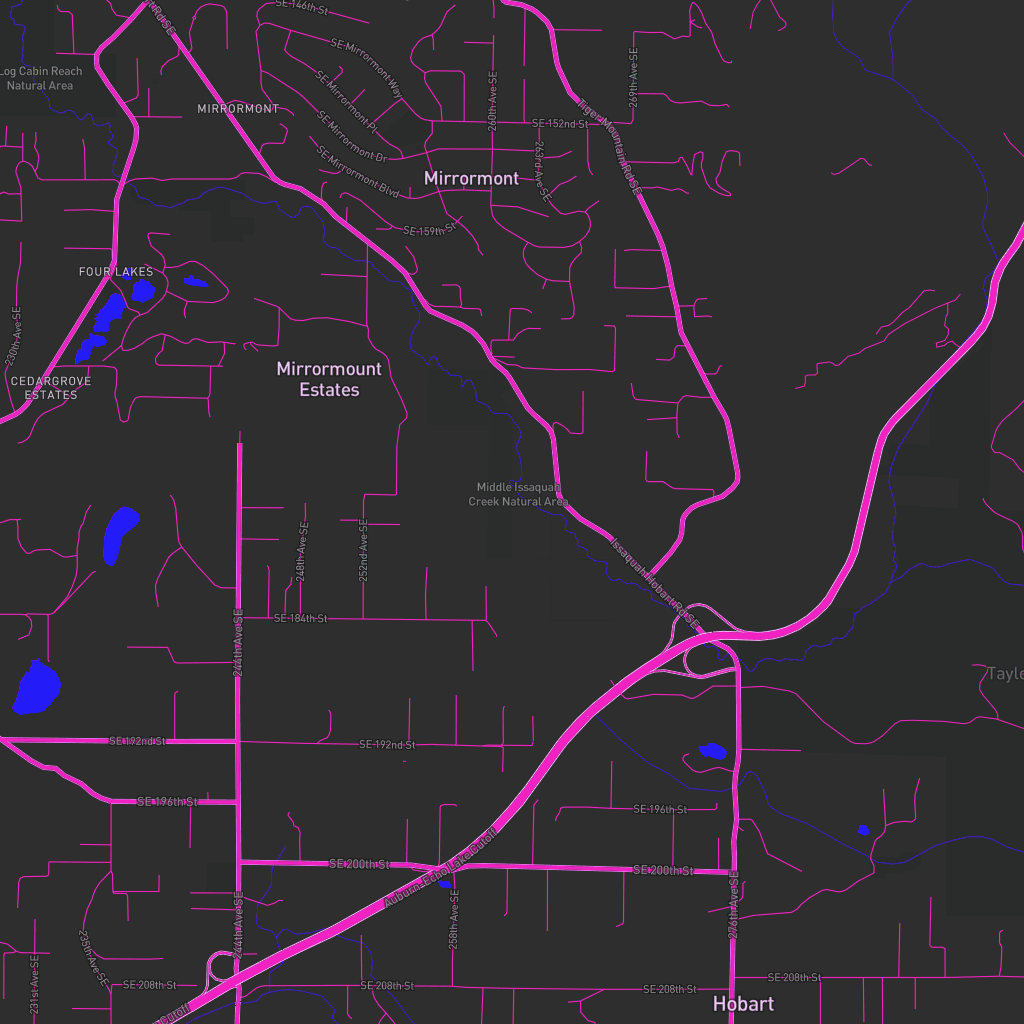 SE 146th St
Rd SE
SE Mirrormont Way
269th Ave SE
Log Cabin Reach
Natural Area
260th Ave SE
SE Mirrormont Pl
MIRRORMONT
Tiger Mountain Rd SE
SE 152nd St
SE Mirrormont Dr
263rd Ave SE
SE Mirrormont Blvd
Mirrormont
SE 159th St
FOUR LAKES
230th Ave SE
Mirrormount
Estates
CEDARGROVE
ESTATES
Middle Issaquah
Creek Natural Area
248th Ave SE
252nd Ave SE
Issaquah Hobart Rd SE
SE 184th St
244th Ave SE
SE 192nd St
SE 192nd St
SE 196th St
SE 196th St
SE 200th St
SE 200th St
Auburn-Echo Lake Cutoff
276th Ave SE
244th Ave SE
258th Ave SE
235th Ave SE
231st Ave SE
SE 208th St
SE 208th St
SE 208th St
SE 208th St
Hobart
Cutoff